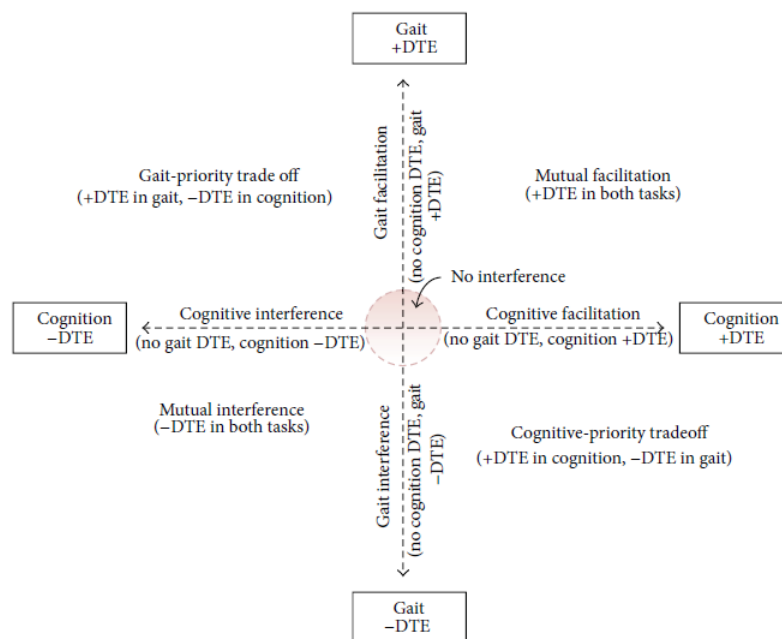 Gait
+DTE
Gait facilitation
(no cognition DTE, gait
+DTE)
Gait-priority trade off
(+DTE in gait, −DTE in cognition)
Mutual facilitation
(+DTE in both tasks)
No interference
Cognition
−DTE
Cognitive interference
(no gait DTE, cognition −DTE)
Cognitive facilitation
(no gait DTE, cognition +DTE)
Cognition
+DTE
Mutual interference
(−DTE in both tasks)
Gait interference
(no cognition DTE, gait
−DTE)
Cognitive-priority tradeoff
(+DTE in cognition, −DTE in gait)
Gait
−DTE